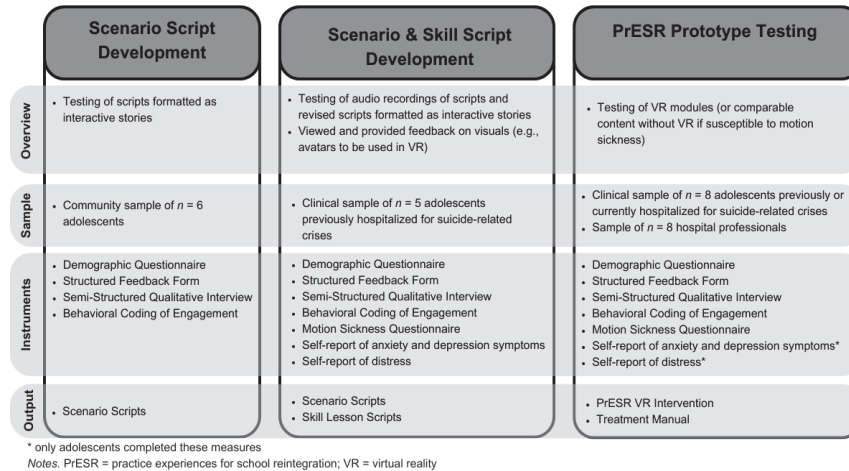 Scenario Script
Development
Scenario & Skill Script
Development
PrESR Prototype Testing
Overview
• Testing of scripts formatted as
interactive stories
• Testing of audio recordings of scripts and
revised scripts formatted as interactive stories
• Viewed and provided feedback on visuals (e.g.,
avatars to be used in VR)
• Testing of VR modules (or comparable
content without VR if susceptible to motion
sickness)
Sample
• Community sample of n = 6
adolescents
• Clinical sample of n = 5 adolescents
previously hospitalized for suicide-related
crises
• Clinical sample of n = 8 adolescents previously or
currently hospitalized for suicide-related crises
• Sample of n = 8 hospital professionals
Instruments
• Demographic Questionnaire
• Structured Feedback Form
• Semi-Structured Qualitative Interview
• Behavioral Coding of Engagement
• Demographic Questionnaire
• Structured Feedback Form
• Semi-Structured Qualitative Interview
• Behavioral Coding of Engagement
• Motion Sickness Questionnaire
• Self-report of anxiety and depression symptoms
• Self-report of distress
• Demographic Questionnaire
• Structured Feedback Form
• Semi-Structured Qualitative Interview
• Behavioral Coding of Engagement
• Motion Sickness Questionnaire
• Self-report of anxiety and depression symptoms*
• Self-report of distress*
Output
• Scenario Scripts
• Scenario Scripts
• Skill Lesson Scripts
• PrESR VR Intervention
• Treatment Manual
* only adolescents completed these measures
Notes. PrESR = practice experiences for school reintegration; VR = virtual reality